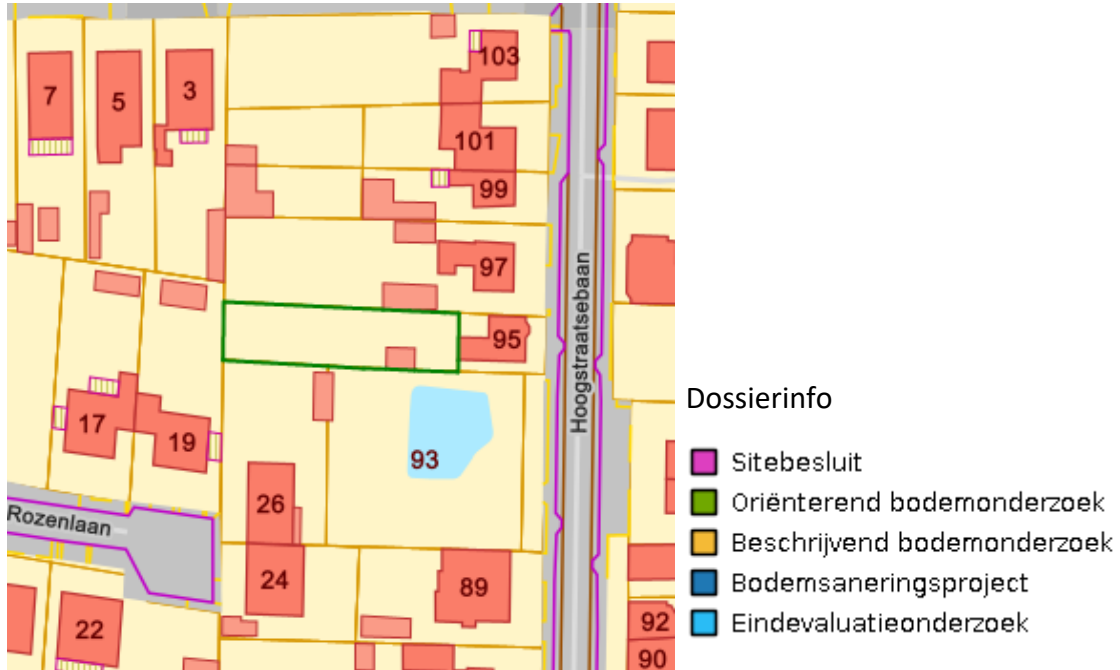 103
7
5
3
101
99
97
95
Hoogstraatsebaan
17
19
93
26
Rozenlaan
24
89
22
92
90
Dossierinfo
Sitebesluit
Oriënterend bodemonderzoek
Beschrijvend bodemonderzoek
Bodemsaneringsproject
Eindevaluatieonderzoek